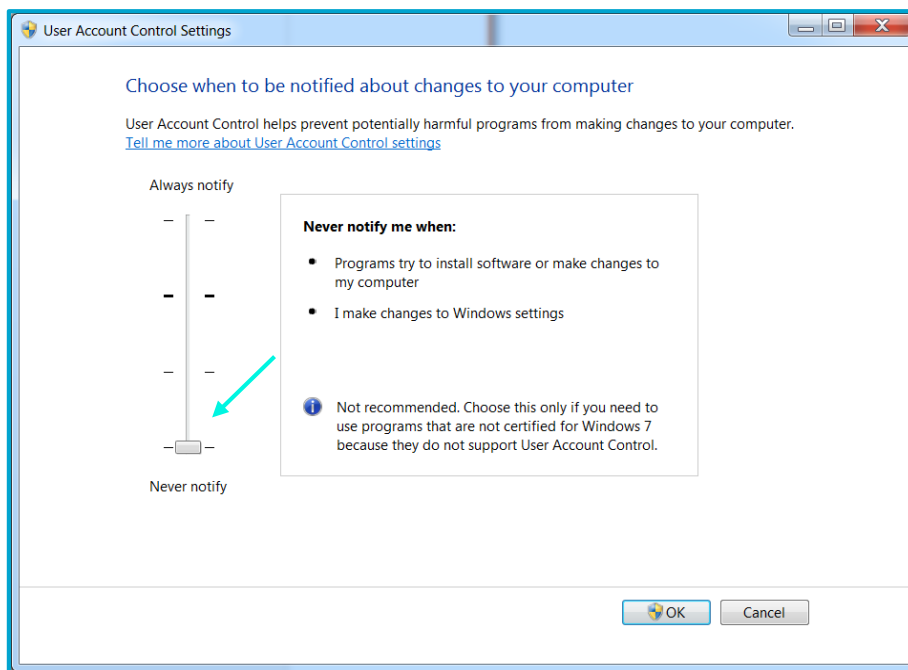 User Account Control Settings
Choose when to be notified about changes to your computer
User Account Control helps prevent potentially harmful programs from making changes to your computer.
Tell me more about User Account Control settings
Always notify
Never notify me when:
Programs try to install software or make changes to
my computer
I make changes to Windows settings
Not recommended. Choose this only if you need to
use programs that are not certified for Windows 7
because they do not support User Account Control.
Never notify
OK
Cancel